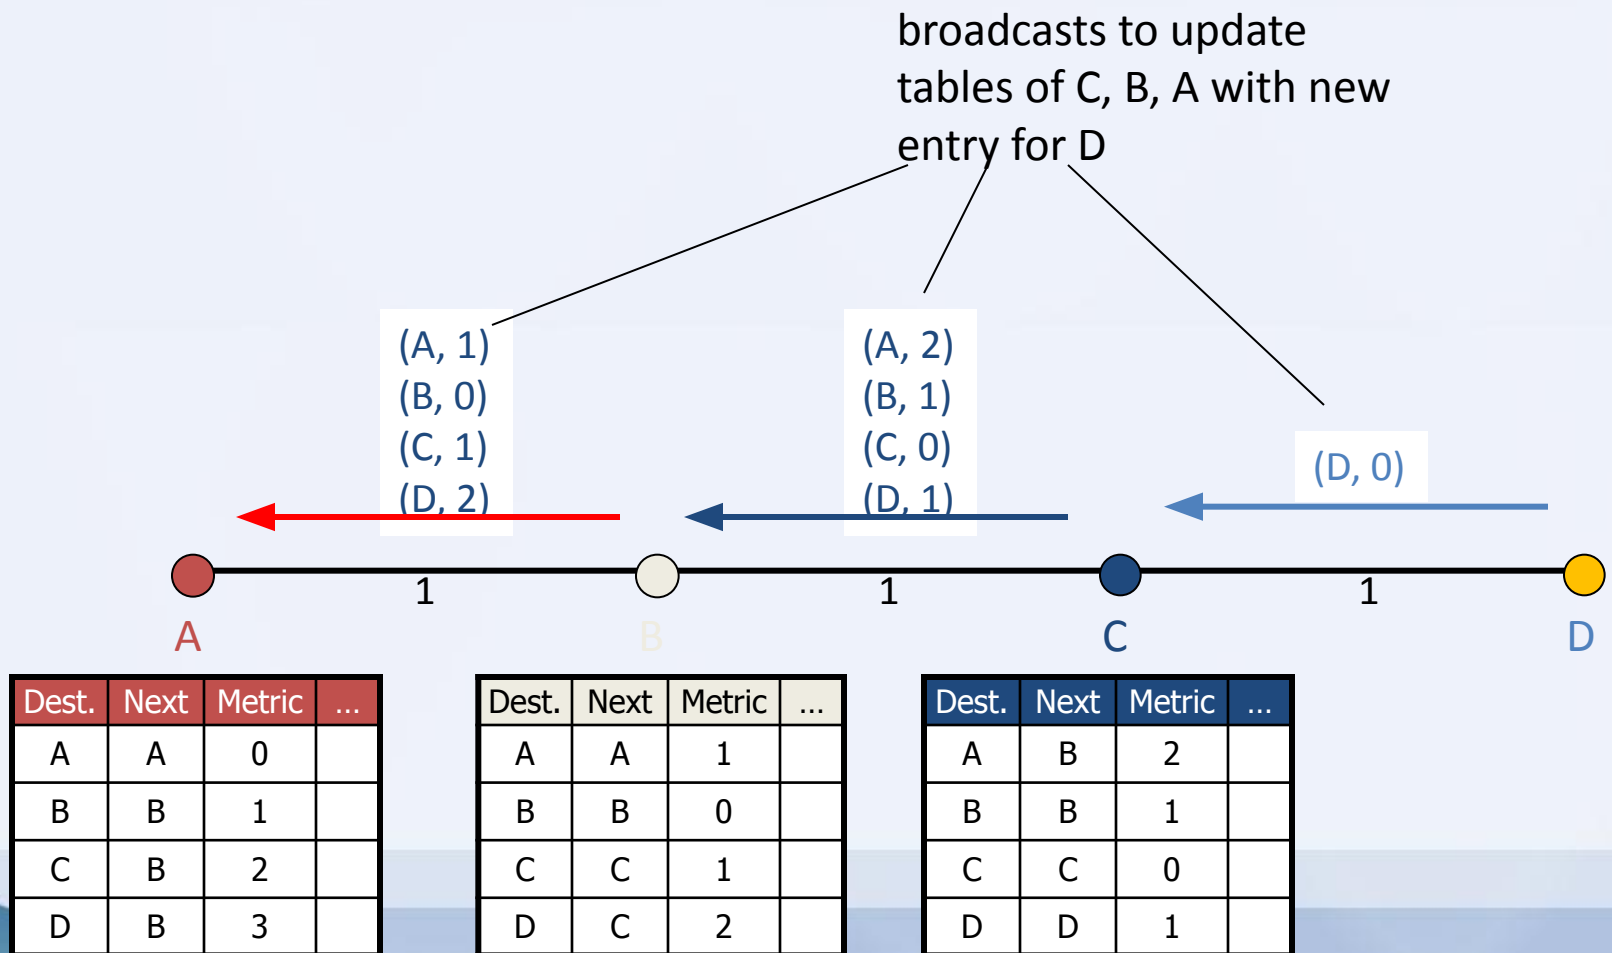 broadcasts to update
tables of C, B, A with new
entry for D
(A, 1)
(B, 0)
(C, 1)
(D, 2)
(A, 2)
(B, 1)
(C, 0)
(D, 1)
(D, 0)
1 1 1
A B C D
Dest. Next Metric ...
A A 0
B B 1
C B 2
D B 3
Dest. Next Metric ...
A A 1
B B 0
C C 1
D C 2
Dest. Next Metric ...
A B 2
B B 1
C C 0
D D 1